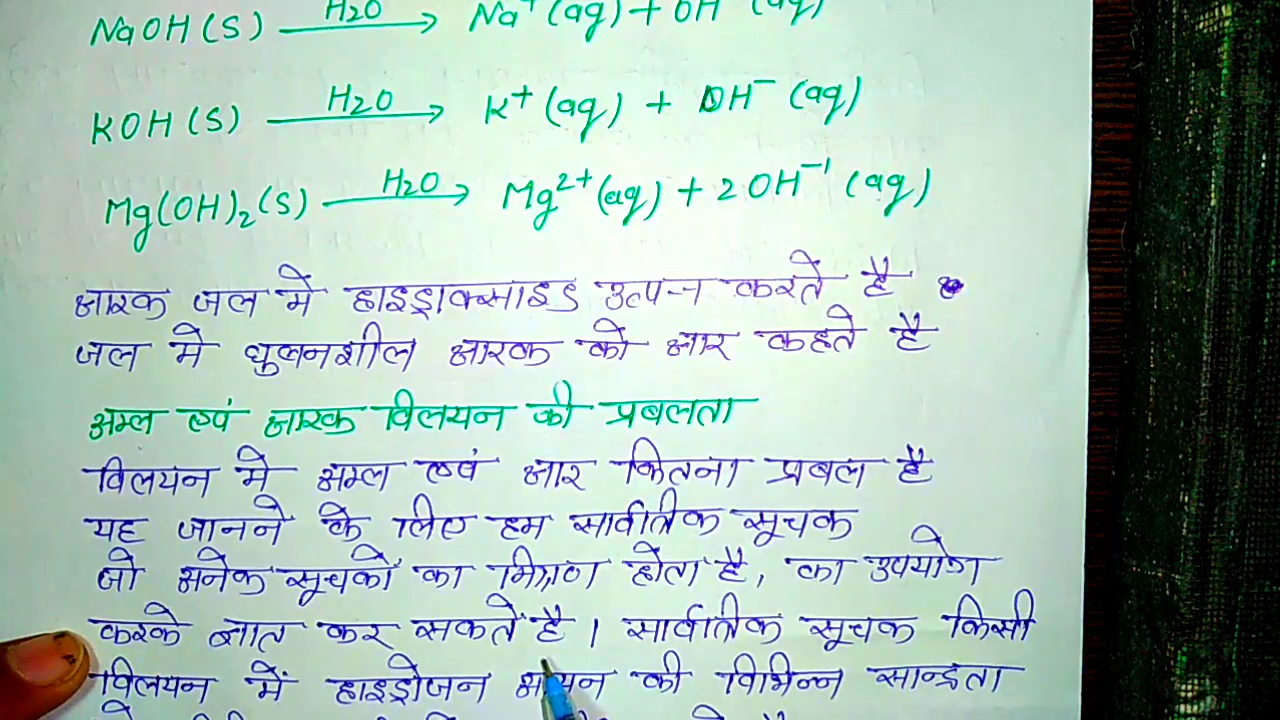 NaOH(S) —H2O→ Na⁺(aq) + OH⁻(aq)
KOH(S) —H2O→ K⁺(aq) + OH⁻(aq)
Mg(OH)₂(S) —H2O→ Mg²⁺(aq) + 2OH⁻¹(aq)
क्षारक जल मे हाइड्राक्साइड उत्पन्न करते है
जल मे घुलनशील क्षारक को क्षार कहते है
अम्ल एवं क्षारक विलयन की प्रबलता
विलयन मे अम्ल एवं क्षार कितना प्रबल है
यह जानने के लिए हम सार्वत्रिक सूचक
जो अनेक सूचकों का मिश्रण होता है, का उपयोग
करके ज्ञात कर सकतें है। सार्वत्रिक सूचक किसी
विलयन में हाइड्रोजन आयन की विभिन्न सान्द्रता